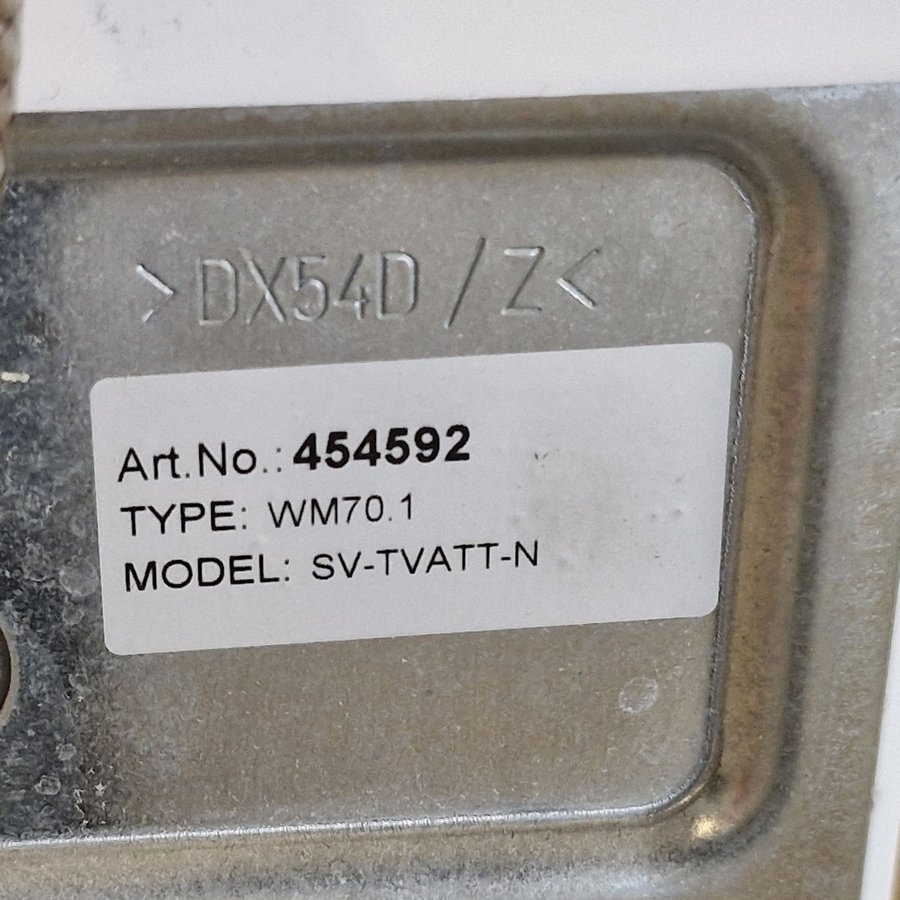 >DX54D /Z<
Art.No.: 454592
TYPE: WM70.1
MODEL: SV-TVATT-N